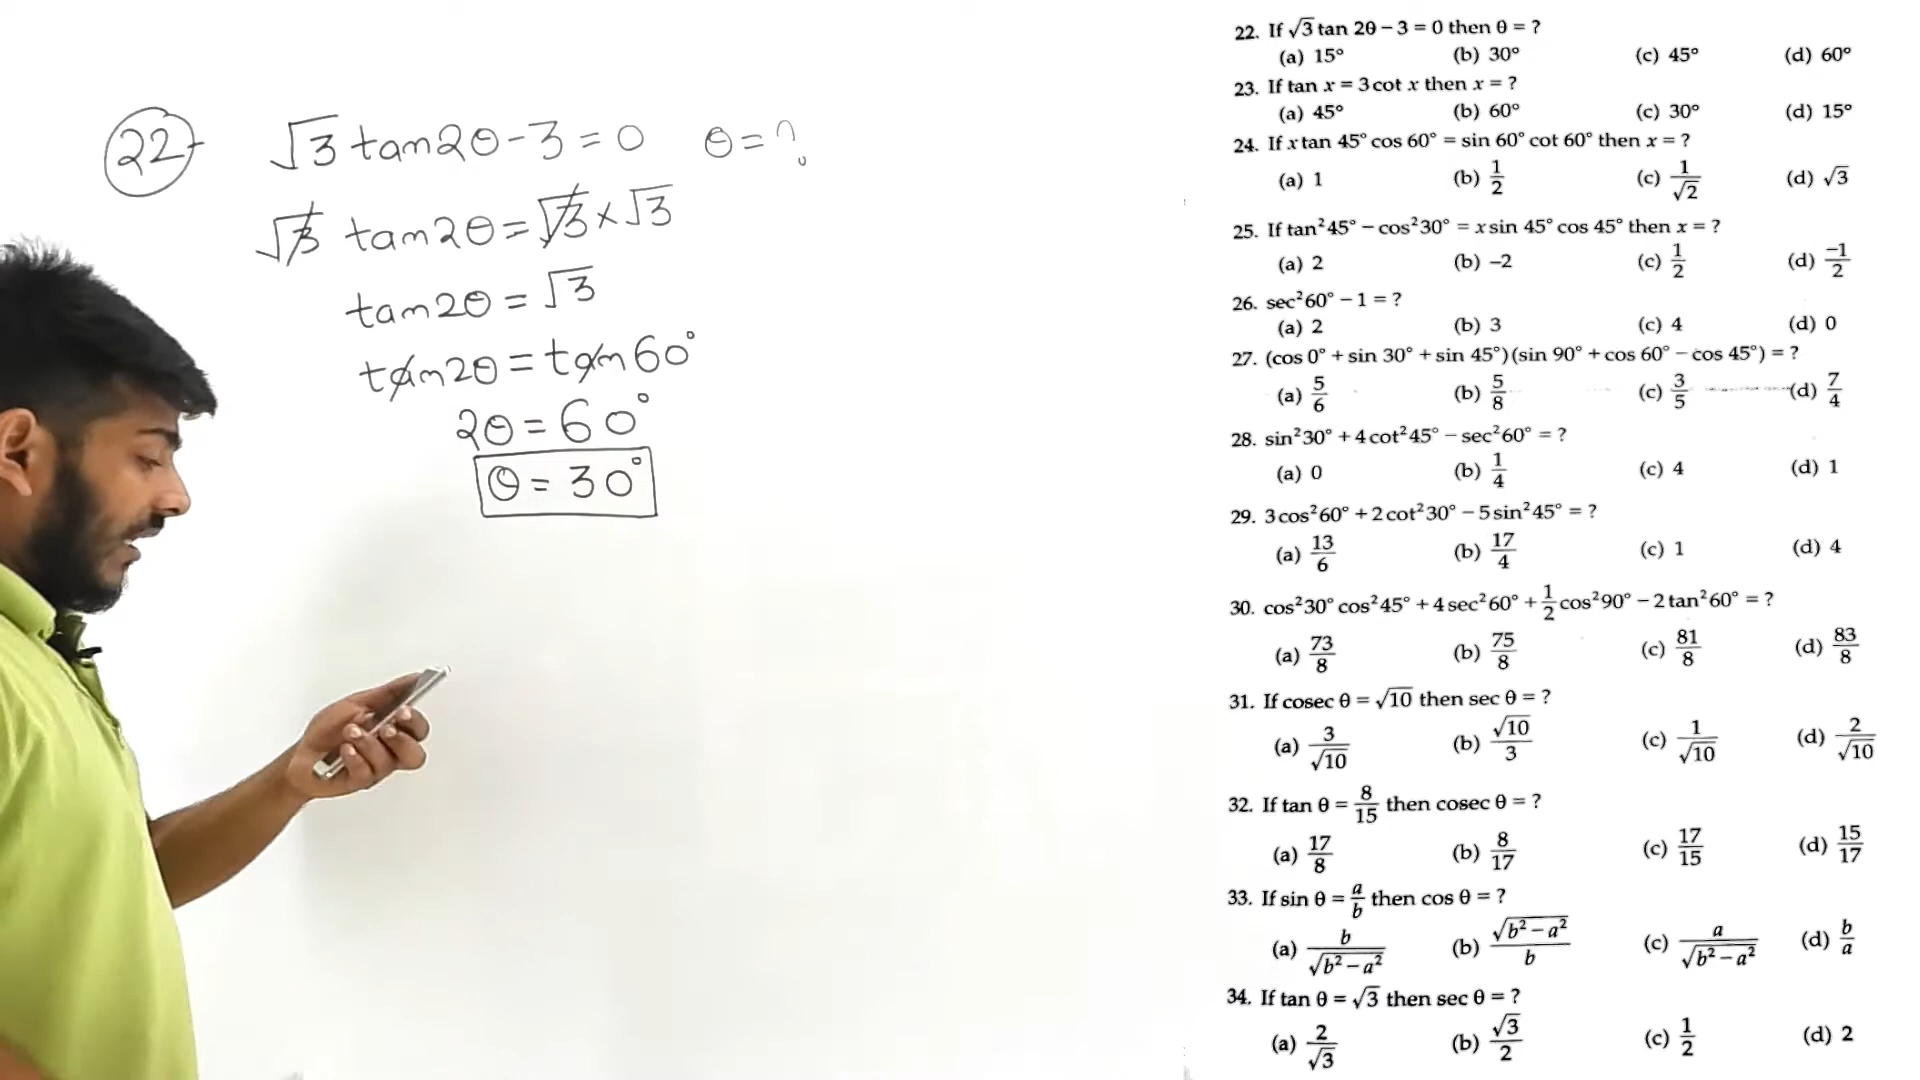 22 √3 tan2θ - 3 = 0 θ = ?
√3 tan2θ = √3 × √3
tan2θ = √3
tan2θ = tan60°
2θ = 60°
θ = 30°
22. If √3 tan 2θ – 3 = 0 then θ = ?
(a) 15° (b) 30° (c) 45° (d) 60°
23. If tan x = 3 cot x then x = ?
(a) 45° (b) 60° (c) 30° (d) 15°
24. If x tan 45° cos 60° = sin 60° cot 60° then x = ?
(a) 1 (b) 1/2 (c) 1/√2 (d) √3
25. If tan²45° – cos²30° = x sin 45° cos 45° then x = ?
(a) 2 (b) –2 (c) 1/2 (d) –1/2
26. sec²60° – 1 = ?
(a) 2 (b) 3 (c) 4 (d) 0
27. (cos 0° + sin 30° + sin 45°)(sin 90° + cos 60° – cos 45°) = ?
(a) 5/6 (b) 5/8 (c) 3/5 (d) 7/4
28. sin²30° + 4 cot²45° – sec²60° = ?
(a) 0 (b) 1/4 (c) 4 (d) 1
29. 3 cos²60° + 2 cot²30° – 5 sin²45° = ?
(a) 13/6 (b) 17/4 (c) 1 (d) 4
30. cos²30° cos²45° + 4 sec²60° + 1/2 cos²90° – 2 tan²60° = ?
(a) 73/8 (b) 75/8 (c) 81/8 (d) 83/8
31. If cosec θ = √10 then sec θ = ?
(a) 3/√10 (b) √10/3 (c) 1/√10 (d) 2/√10
32. If tan θ = 8/15 then cosec θ = ?
(a) 17/8 (b) 8/17 (c) 17/15 (d) 15/17
33. If sin θ = a/b then cos θ = ?
(a) b/√(b² – a²) (b) √(b² – a²)/b (c) a/√(b² – a²) (d) b/a
34. If tan θ = √3 then sec θ = ?
(a) 2/√3 (b) √3/2 (c) 1/2 (d) 2